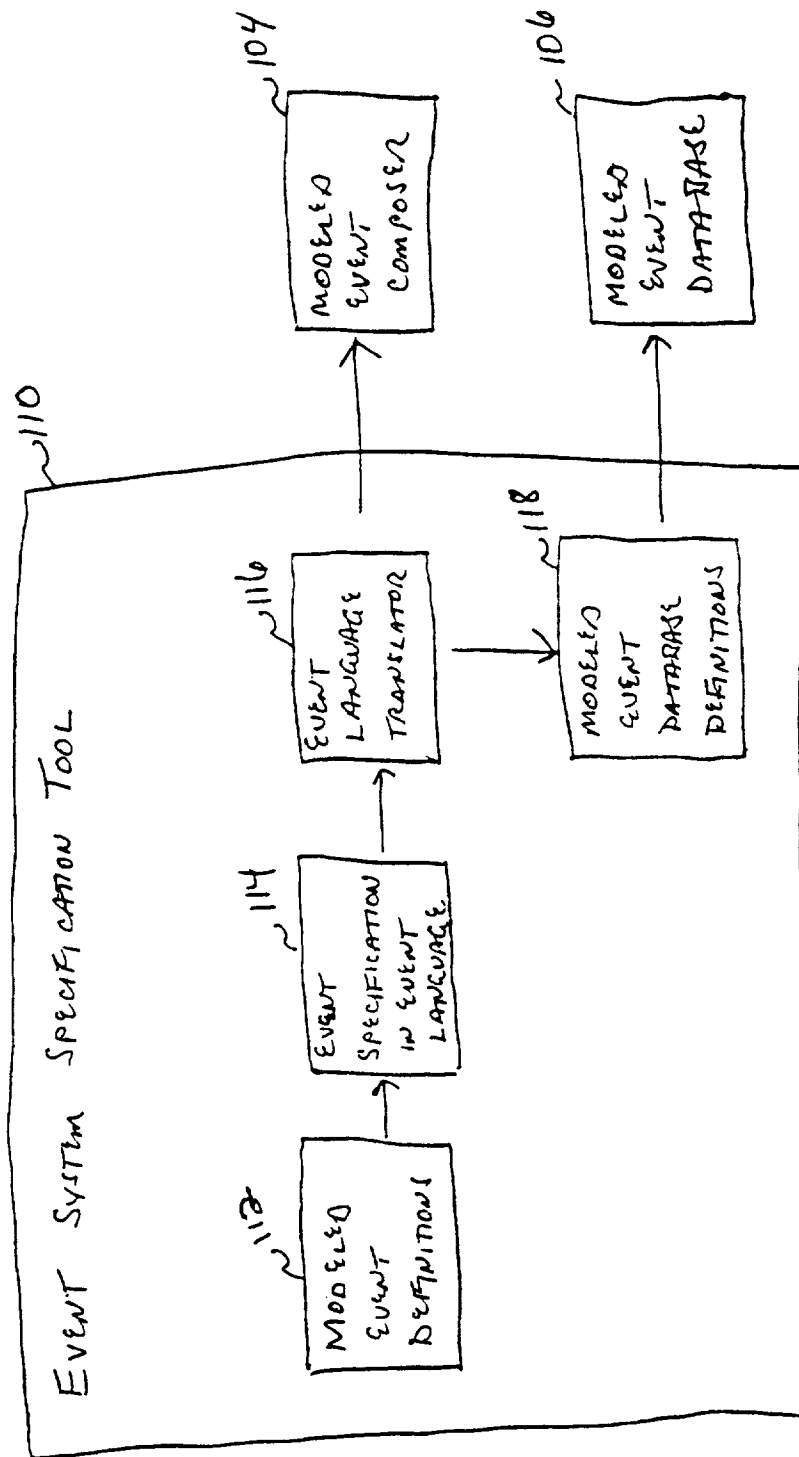 EVENT SYSTEM SPECIFICATION TOOL
110
112
MODELED
EVENT
DEFINITIONS
114
EVENT
SPECIFICATION
IN EVENT
LANGUAGE
116
EVENT
LANGUAGE
TRANSLATOR
118
MODELED
EVENT
DATABASE
DEFINITIONS
104
MODELED
EVENT
COMPOSER
106
MODELED
EVENT
DATABASE